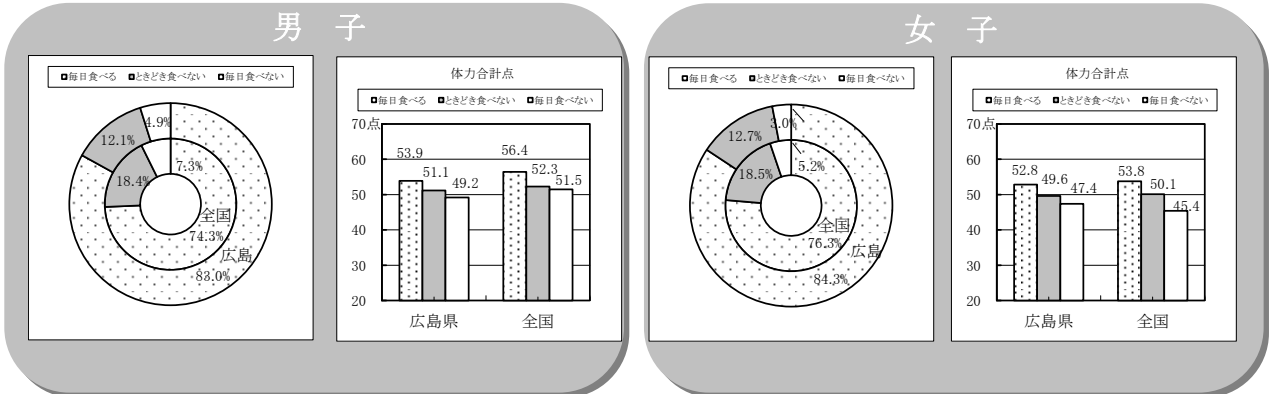 男 子
□毎日食べる □ときどき食べない □毎日食べない
4.9%
12.1%
7.3%
18.4%
全国
74.3%
広島
83.0%
体力合計点
□毎日食べる □ときどき食べない □毎日食べない
70点
60
50
40
30
20
53.9
51.1
49.2
56.4
52.3
51.5
広島県 全国
女 子
□毎日食べる □ときどき食べない □毎日食べない
3.0%
12.7%
5.2%
18.5%
全国
76.3%
広島
84.3%
体力合計点
□毎日食べる □ときどき食べない □毎日食べない
70点
60
50
40
30
20
52.8
49.6
47.4
53.8
50.1
45.4
広島県 全国